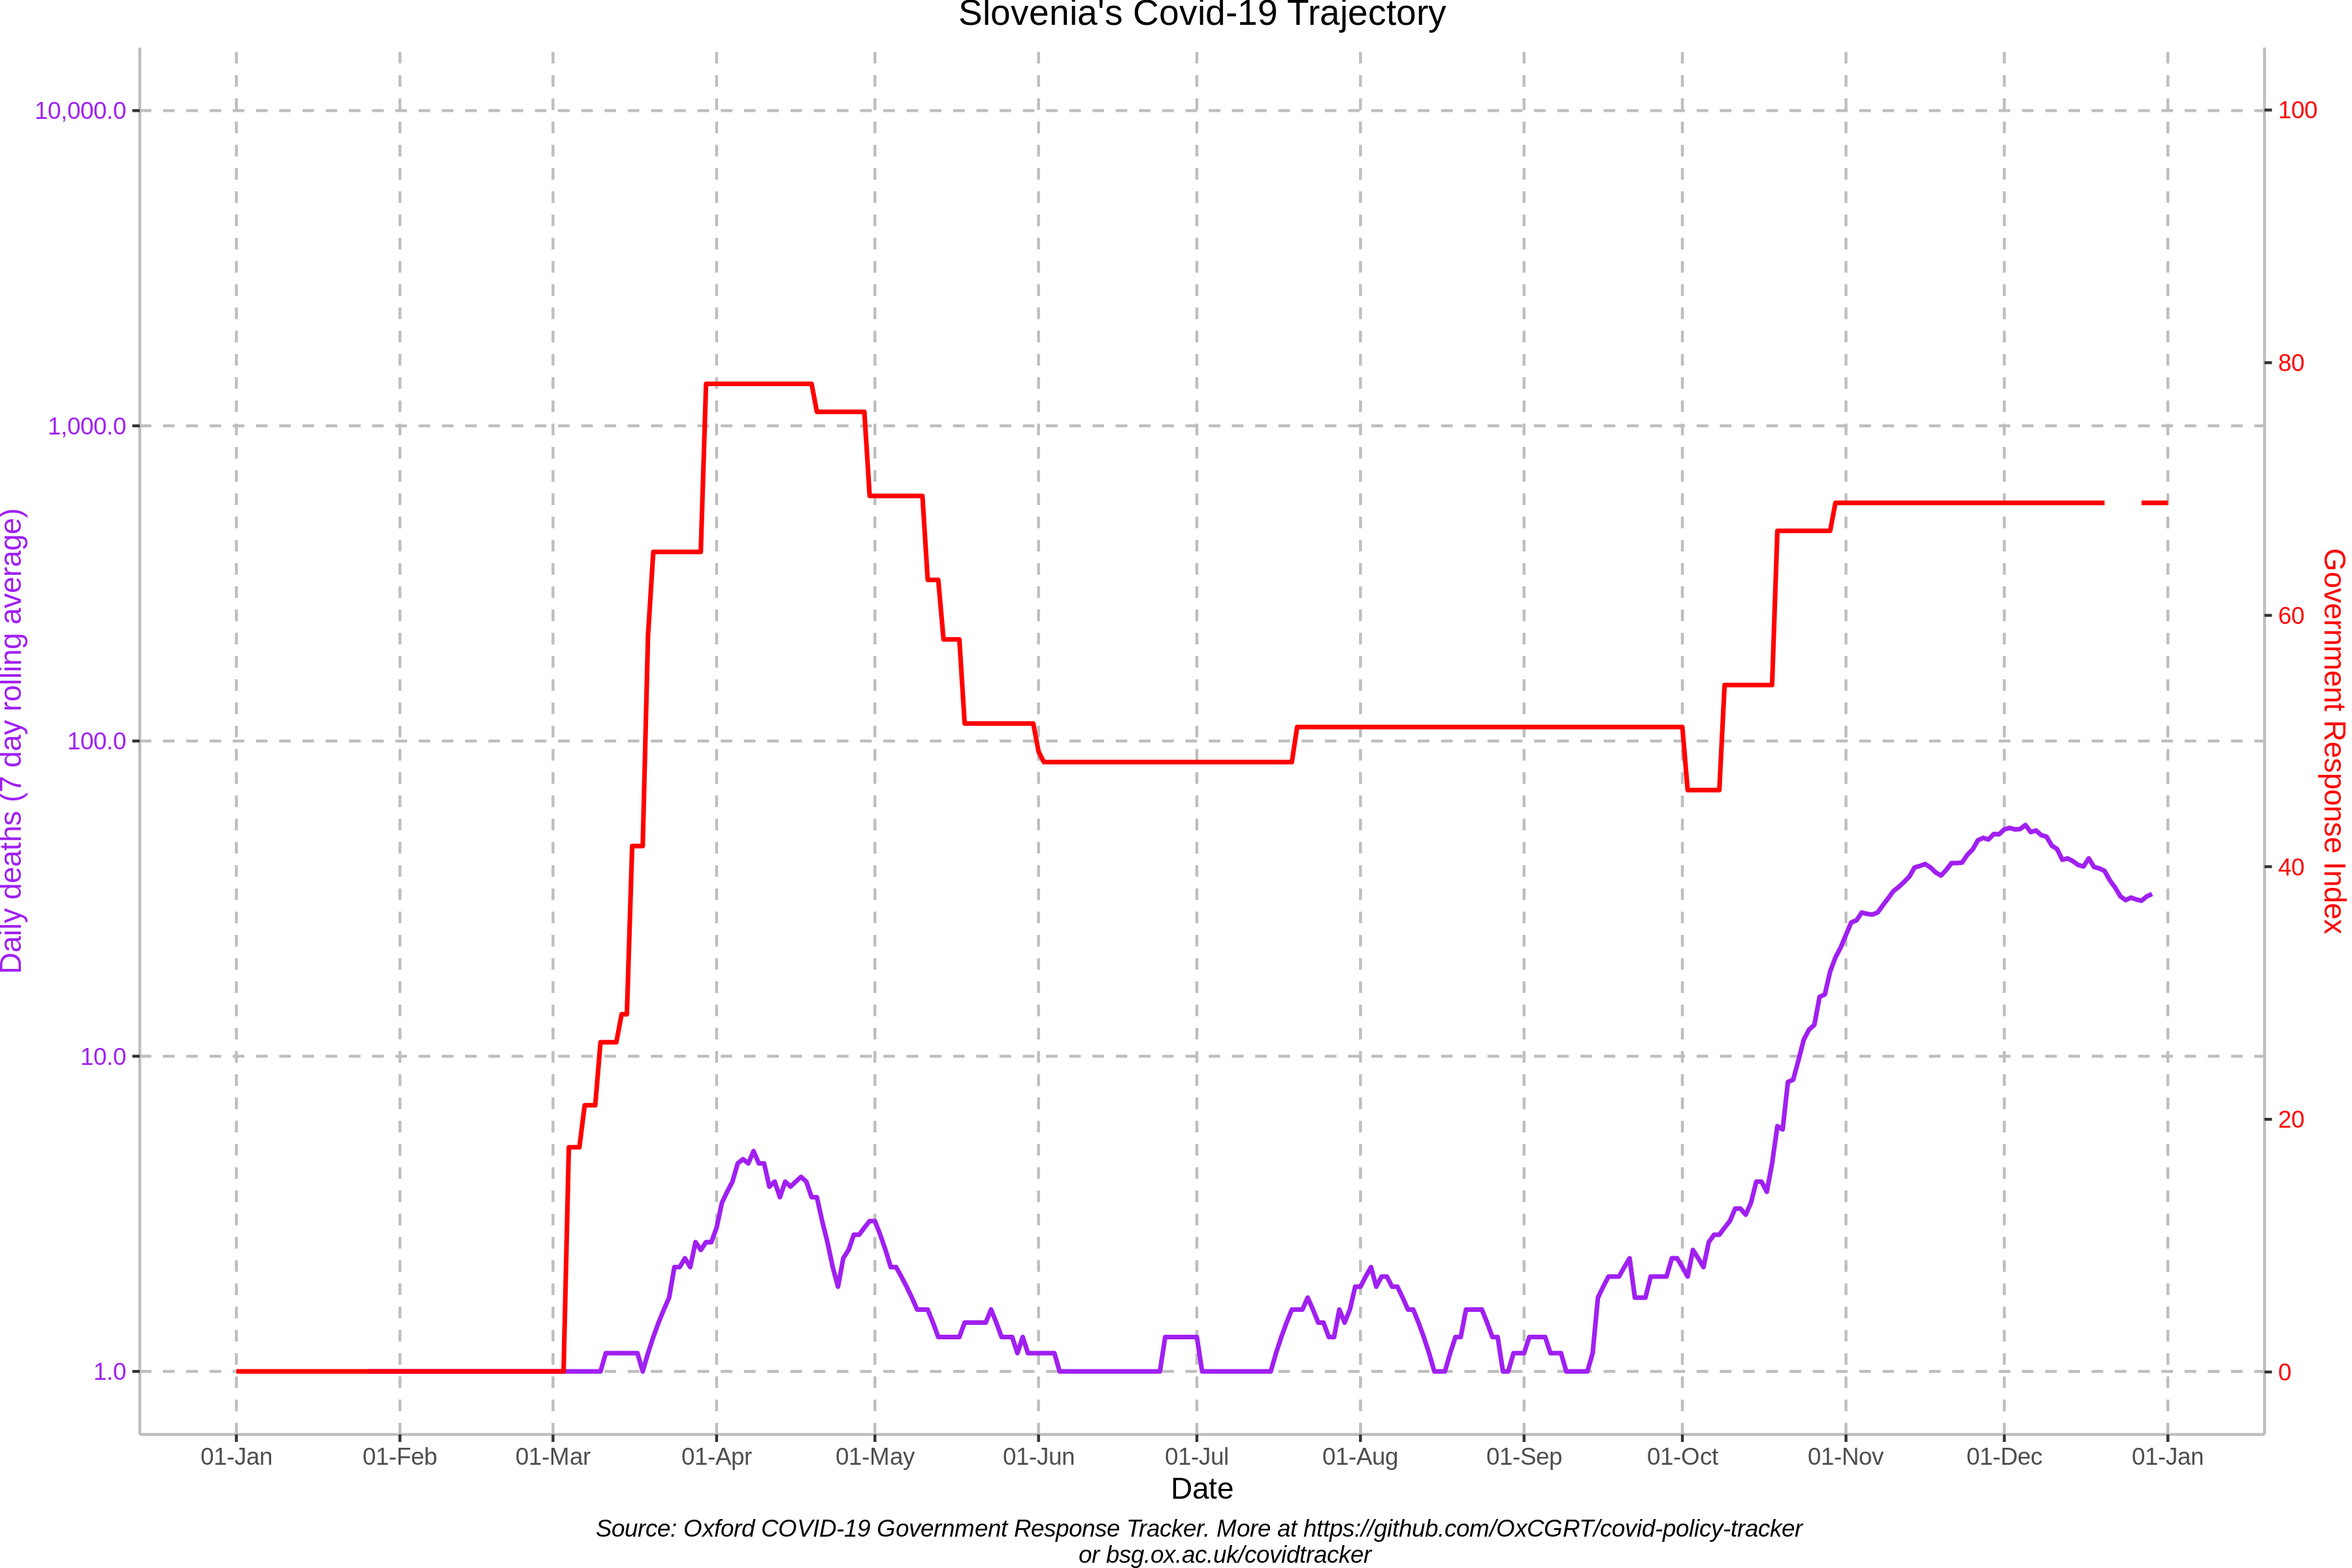 Slovenia's Covid-19 Trajectory
10,000.0
1,000.0
100.0
10.0
1.0
Daily deaths (7 day rolling average)
100
80
60
40
20
0
Government Response Index
01-Jan
01-Feb
01-Mar
01-Apr
01-May
01-Jun
01-Jul
01-Aug
01-Sep
01-Oct
01-Nov
01-Dec
01-Jan
Date
Source: Oxford COVID-19 Government Response Tracker. More at https://github.com/OxCGRT/covid-policy-tracker
or bsg.ox.ac.uk/covidtracker